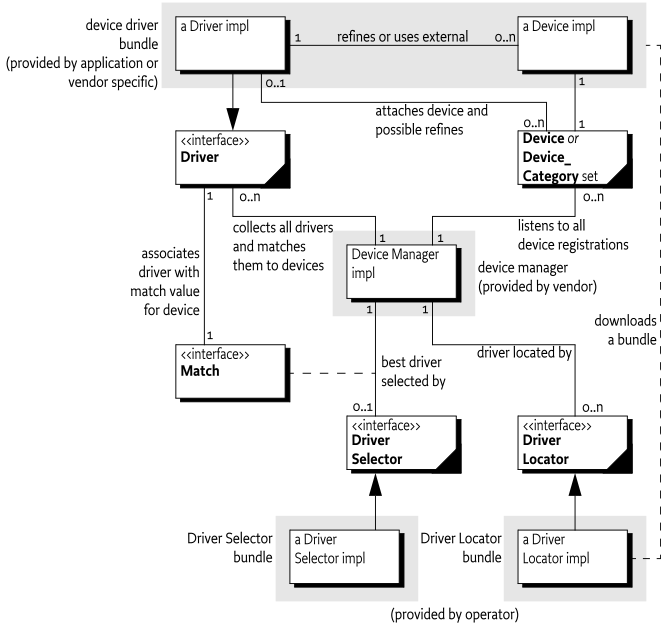 device driver
bundle
(provided by application or
vendor specific)
a Driver impl
1
refines or uses external
0..n
a Device impl
0..1
attaches device and
possible refines
1
0..n
1
<<interface>>
Driver
Device or
Device_
Category set
1
0..n
collects all drivers
and matches
them to devices
0..n
listens to all
device registrations
associates
driver with
match value
for device
1
1
Device Manager
impl
device manager
(provided by vendor)
1
1
downloads
a bundle
1
<<interface>>
Match
best driver
selected by
driver located by
0..1
0..n
<<interface>>
Driver
Selector
<<interface>>
Driver
Locator
Driver Selector
bundle
a Driver
Selector impl
Driver Locator
bundle
a Driver
Locator impl
(provided by operator)